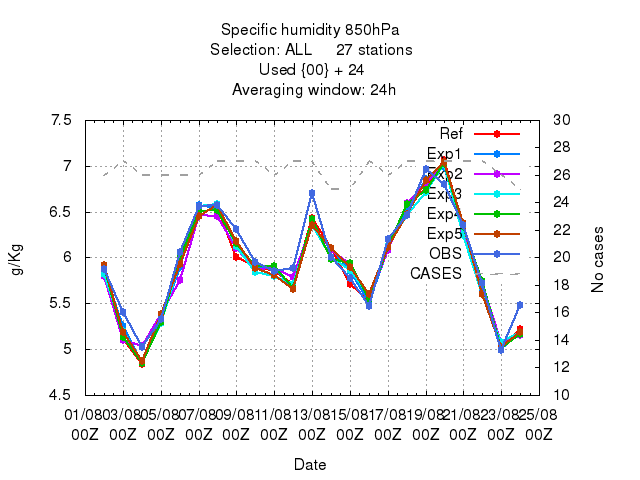 Specific humidity 850hPa
Selection: ALL 27 stations
Used {00} + 24
Averaging window: 24h
7.5
7
6.5
6
5.5
5
4.5
g/Kg
30
28
26
24
22
20
18
16
14
12
10
No cases
Ref
Exp1
Exp2
Exp3
Exp4
Exp5
OBS
CASES
01/08 03/08 05/08 07/08 09/08 11/08 13/08 15/08 17/08 19/08 21/08 23/08 25/08
00Z 00Z 00Z 00Z 00Z 00Z 00Z 00Z 00Z 00Z 00Z 00Z 00Z
Date